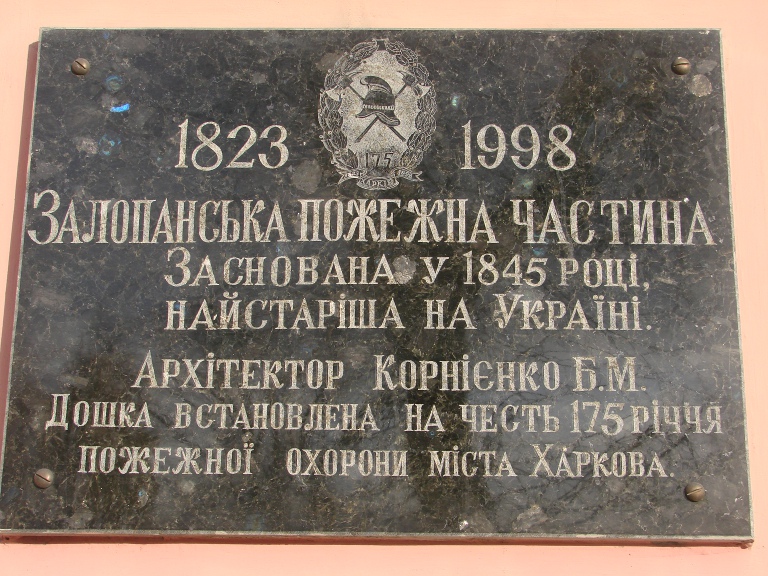 175
ХАРКІВ
1823 1998
ЗАЛОПАНСЬКА ПОЖЕЖНА ЧАСТИНА.
ЗАСНОВАНА У 1845 РОЦІ,
НАЙСТАРІША НА УКРАЇНІ.
АРХІТЕКТОР КОРНІЄНКО Б.М.
ДОШКА ВСТАНОВЛЕНА НА ЧЕСТЬ 175 РІЧЧЯ
ПОЖЕЖНОЇ ОХОРОНИ МІСТА ХАРКОВА.